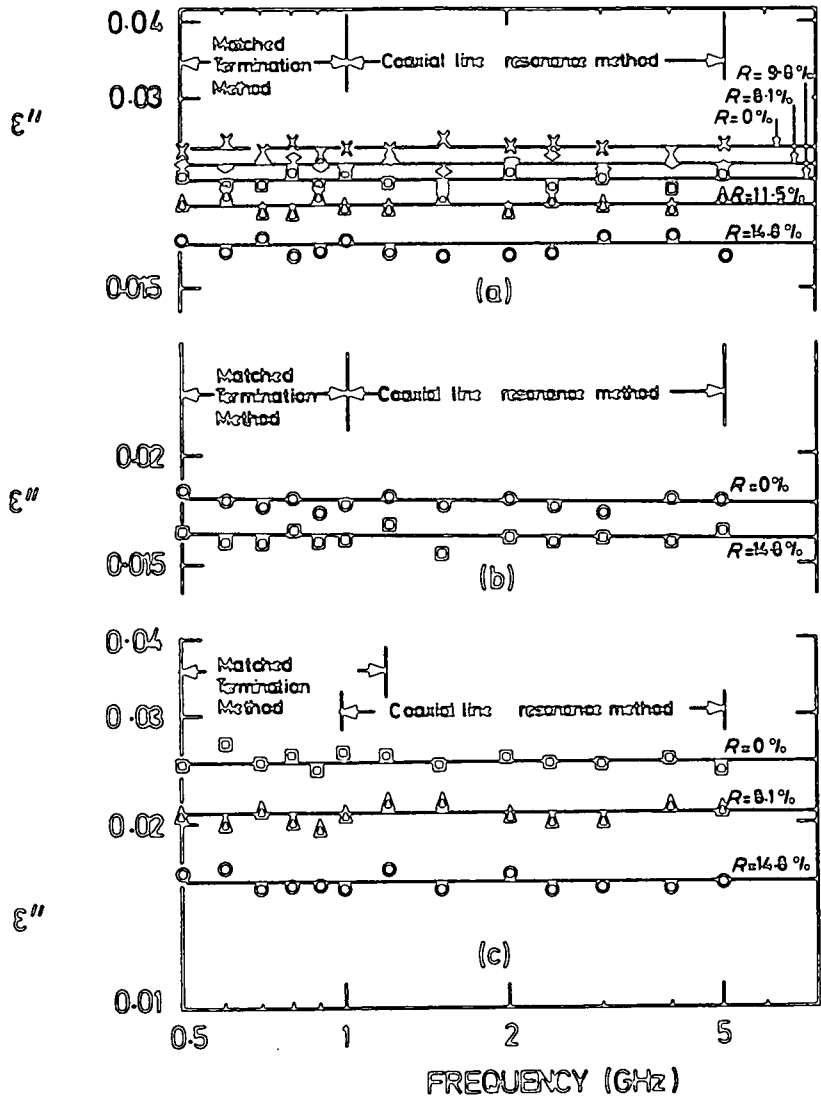 0.04
Matched
Termination
Method
Coaxial line resonance method
R=9.8%
R=8.1%
R=0%
0.03
ε″
R=11.5%
R=14.8%
0.015
(a)
Matched
Termination
Method
Coaxial line resonance method
0.02
ε″
R=0%
R=14.8%
0.015
(b)
0.04
Matched
Termination
Method
Coaxial line resonance method
0.03
R=0%
R=8.1%
0.02
R=14.8%
ε″
(c)
0.01
0.5 1 2 5
FREQUENCY (GHz)